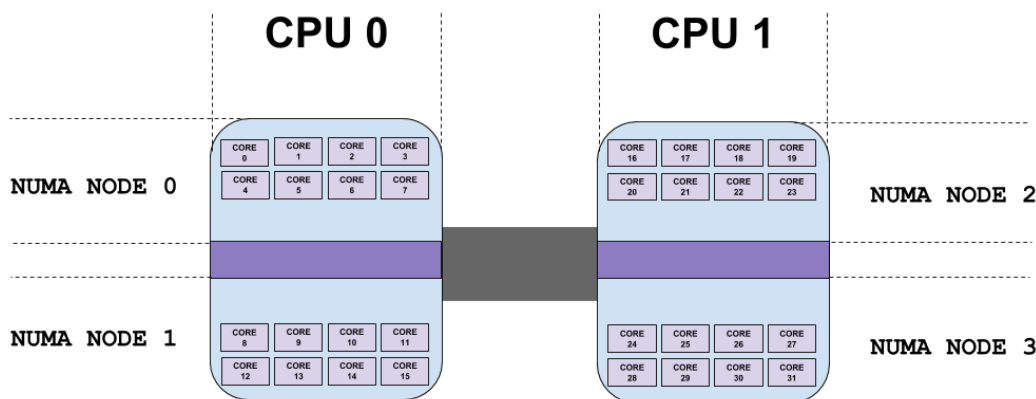 CPU 0
CPU 1
NUMA NODE 0
CORE 0
CORE 1
CORE 2
CORE 3
CORE 4
CORE 5
CORE 6
CORE 7
NUMA NODE 1
CORE 8
CORE 9
CORE 10
CORE 11
CORE 12
CORE 13
CORE 14
CORE 15
CORE 16
CORE 17
CORE 18
CORE 19
CORE 20
CORE 21
CORE 22
CORE 23
NUMA NODE 2
CORE 24
CORE 25
CORE 26
CORE 27
CORE 28
CORE 29
CORE 30
CORE 31
NUMA NODE 3